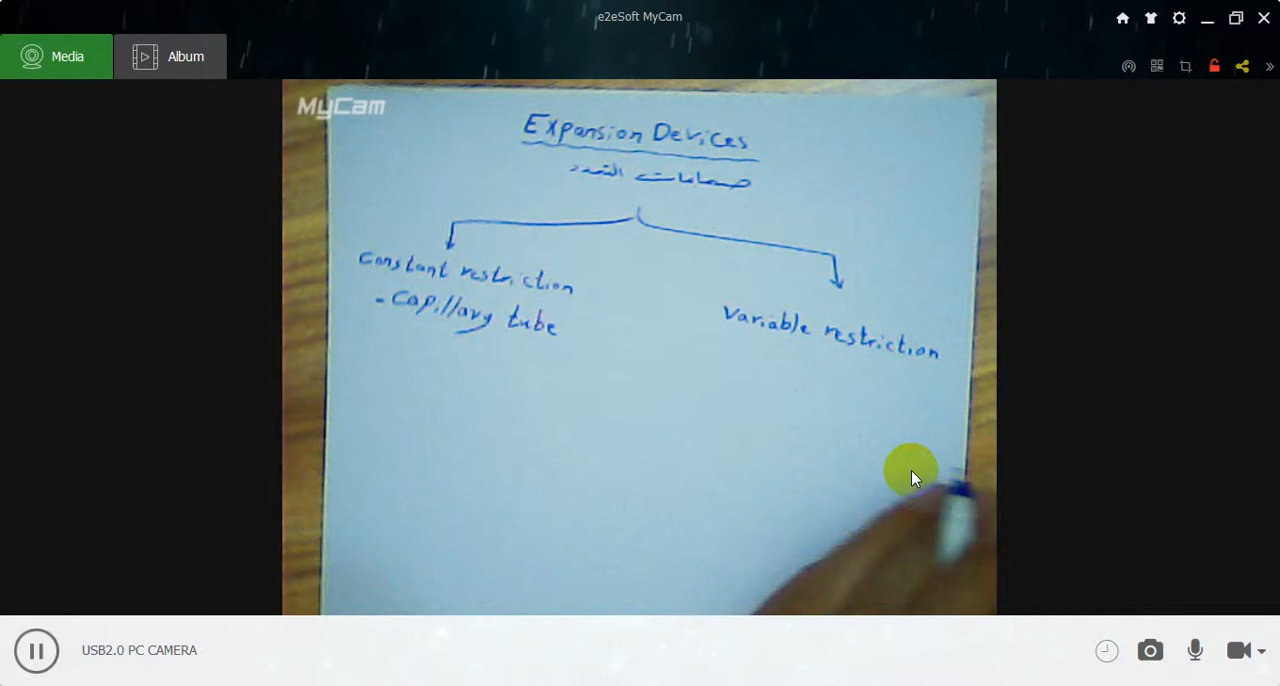 e2eSoft MyCam
Media
Album
MyCam
Expansion Devices
صمامات التمدد
Constant restriction
- Capillary tube
Variable restriction
USB2.0 PC CAMERA